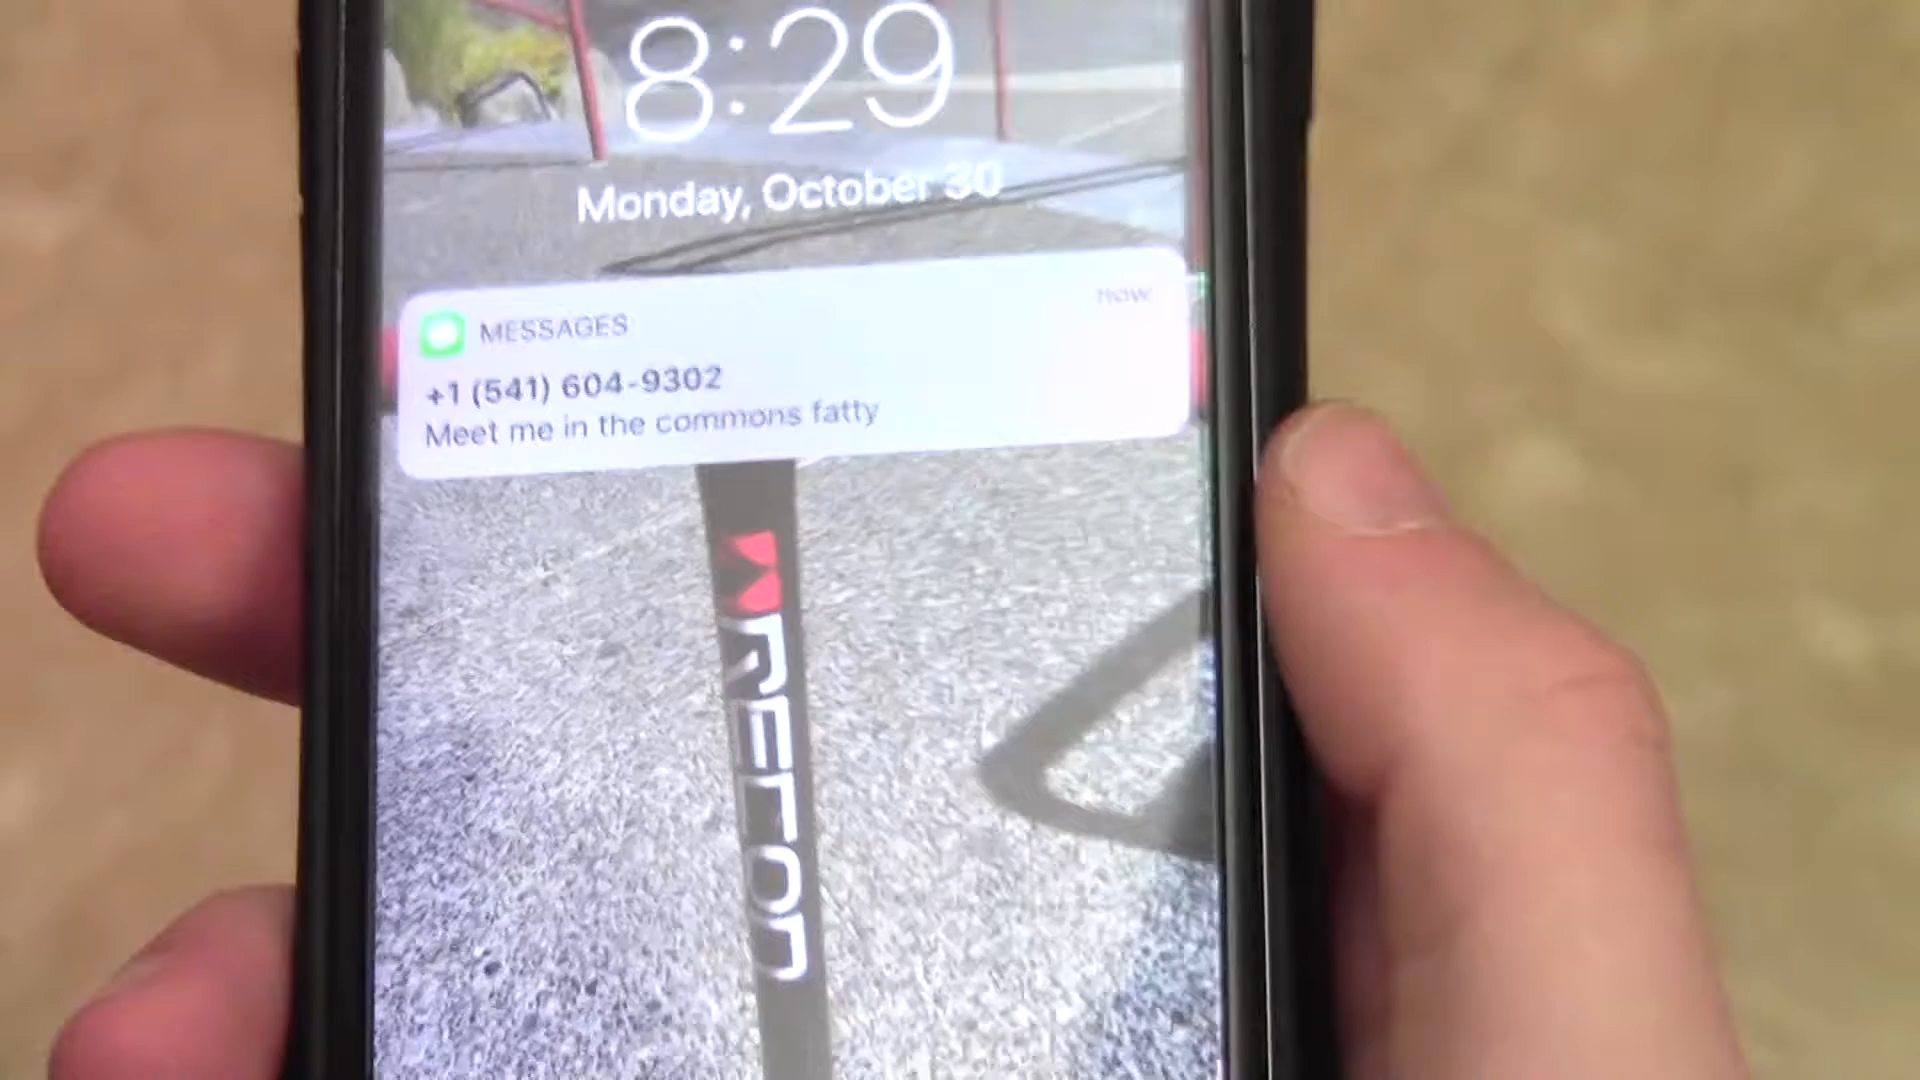 8:29
Monday, October 30
MESSAGES
now
+1 (541) 604-9302
Meet me in the commons fatty
RECON